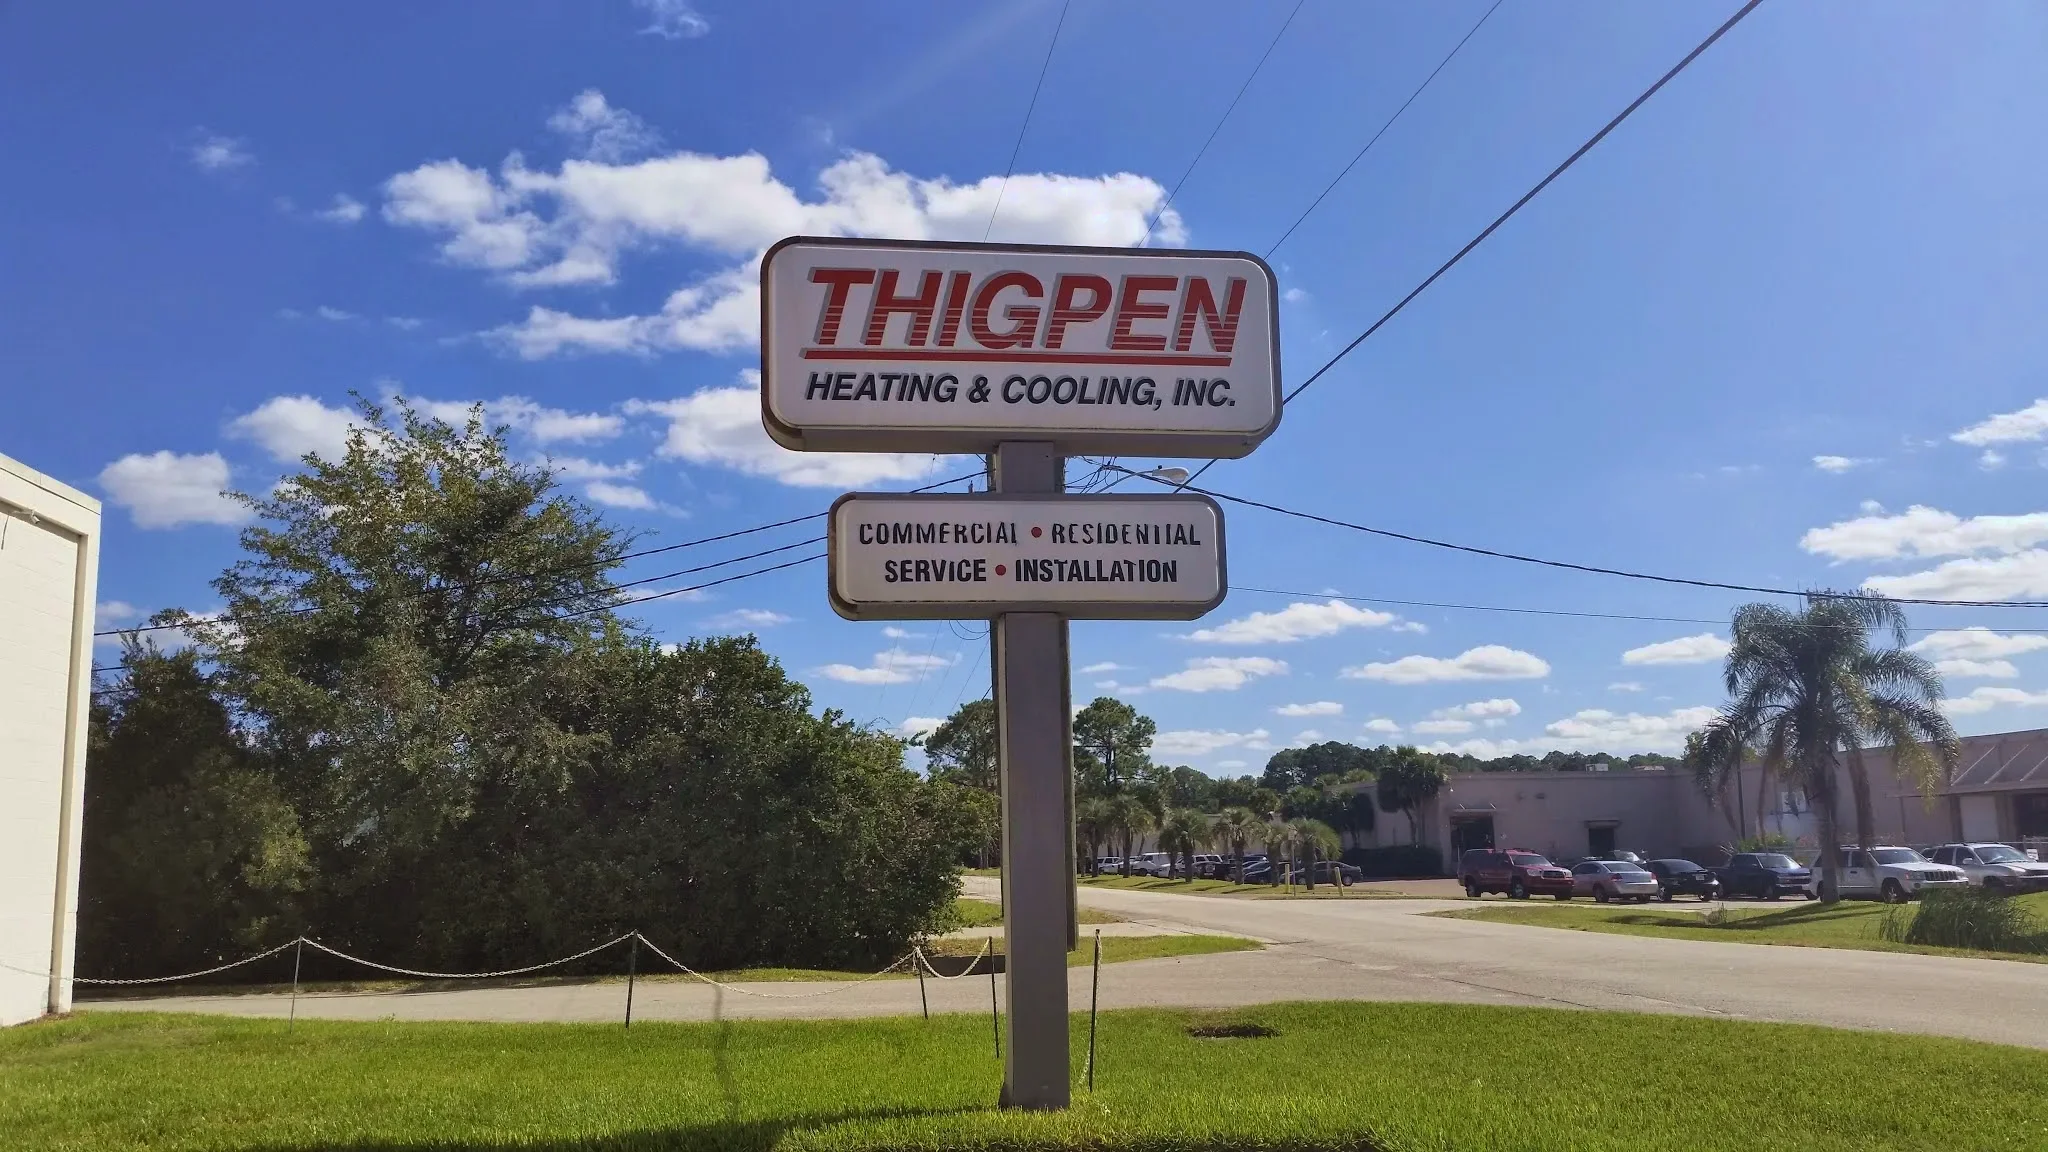 THIGPEN
HEATING & COOLING, INC.
COMMERCIAL • RESIDENTIAL
SERVICE • INSTALLATION